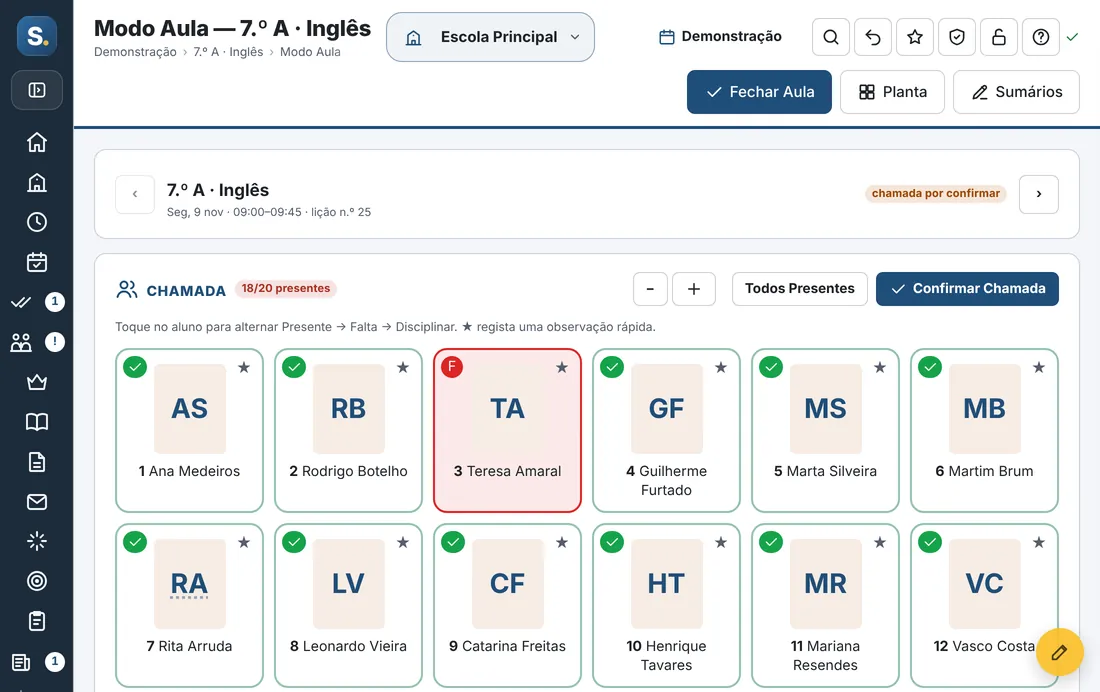 S.
Modo Aula — 7.º A · Inglês
Demonstração › 7.º A · Inglês › Modo Aula
Escola Principal
Demonstração
Fechar Aula
Planta
Sumários
7.º A · Inglês
Seg, 9 nov · 09:00–09:45 · lição n.º 25
chamada por confirmar
CHAMADA
18/20 presentes
- +
Todos Presentes
Confirmar Chamada
Toque no aluno para alternar Presente → Falta → Disciplinar. ★ regista uma observação rápida.
AS
1 Ana Medeiros
RB
2 Rodrigo Botelho
F
TA
3 Teresa Amaral
GF
4 Guilherme
Furtado
MS
5 Marta Silveira
MB
6 Martim Brum
RA
7 Rita Arruda
LV
8 Leonardo Vieira
CF
9 Catarina Freitas
HT
10 Henrique
Tavares
MR
11 Mariana
Resendes
VC
12 Vasco Costa
1
!
1